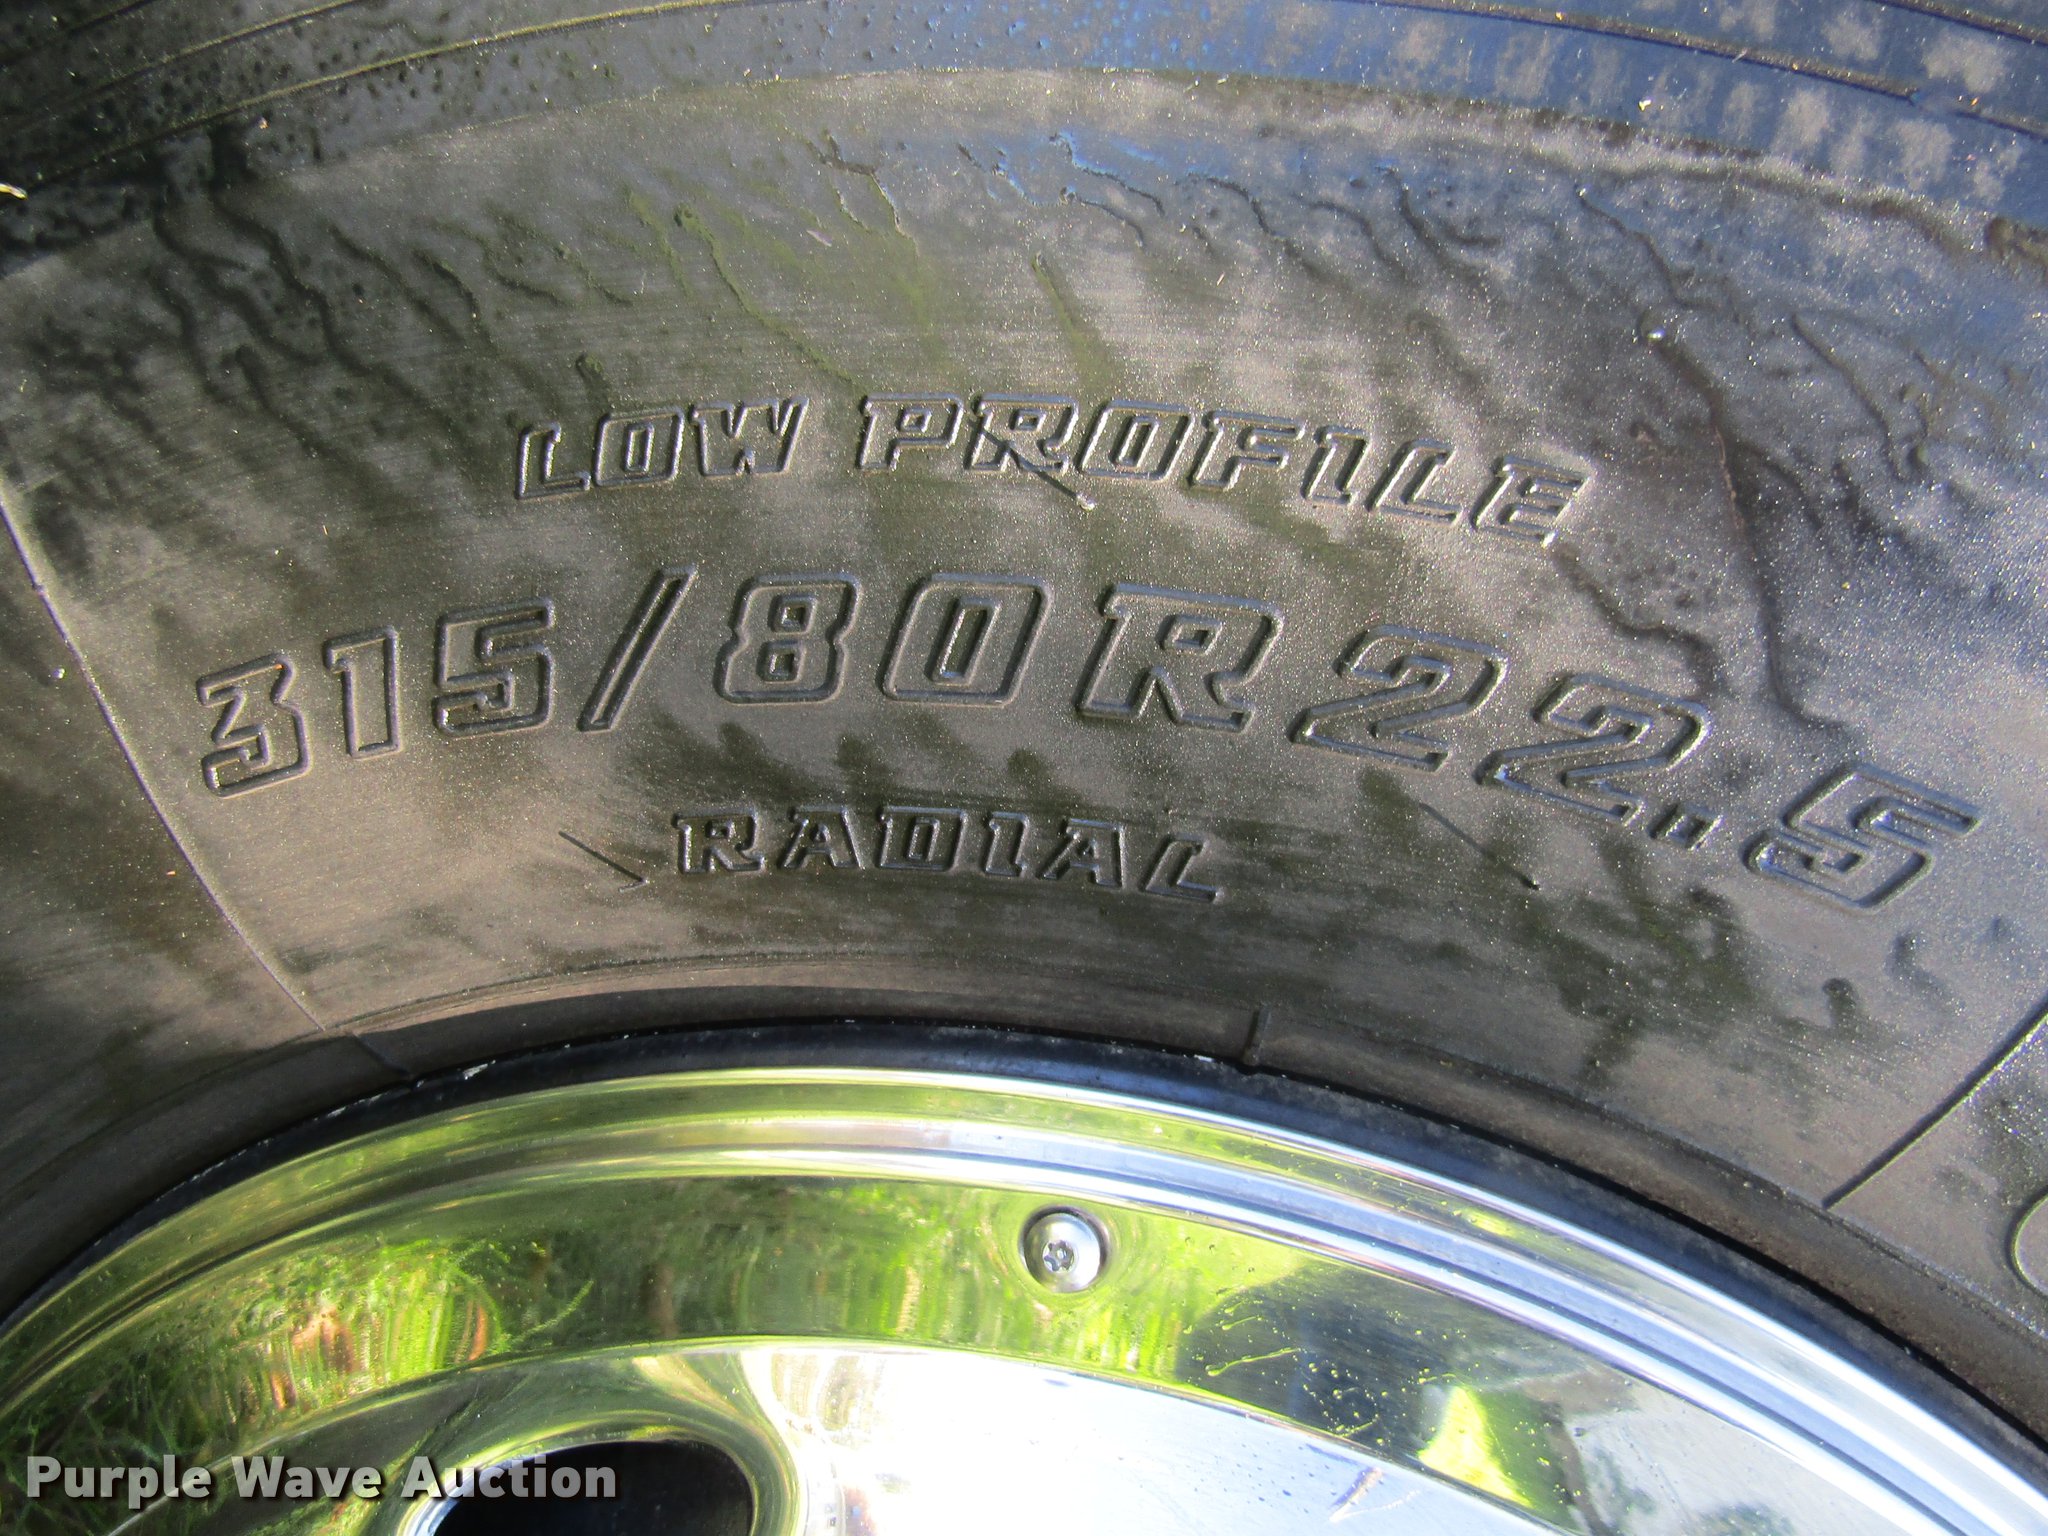 LOW PROFILE
315/80R22.5
RADIAL
Purple Wave Auction